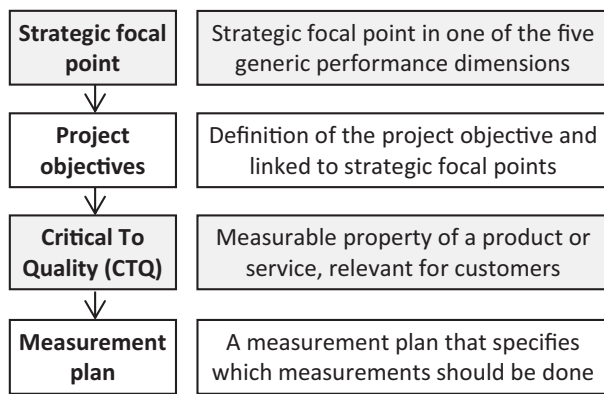 Strategic focal
point
Strategic focal point in one of the five
generic performance dimensions
Project
objectives
Definition of the project objective and
linked to strategic focal points
Critical To
Quality (CTQ)
Measurable property of a product or
service, relevant for customers
Measurement
plan
A measurement plan that specifies
which measurements should be done